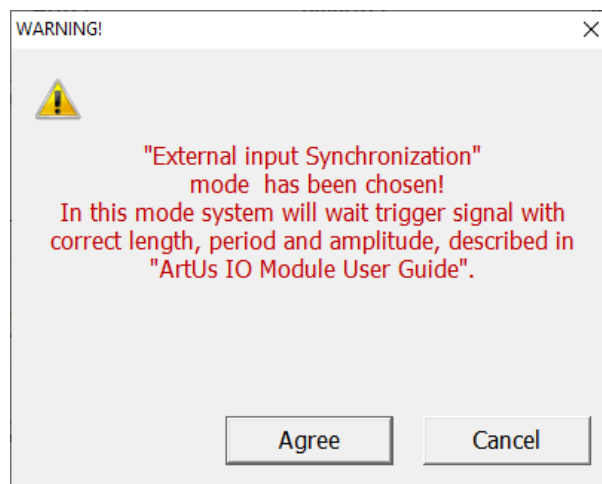 WARNING!
"External input Synchronization"
mode has been chosen!
In this mode system will wait trigger signal with
correct length, period and amplitude, described in
"ArtUs IO Module User Guide".
Agree
Cancel